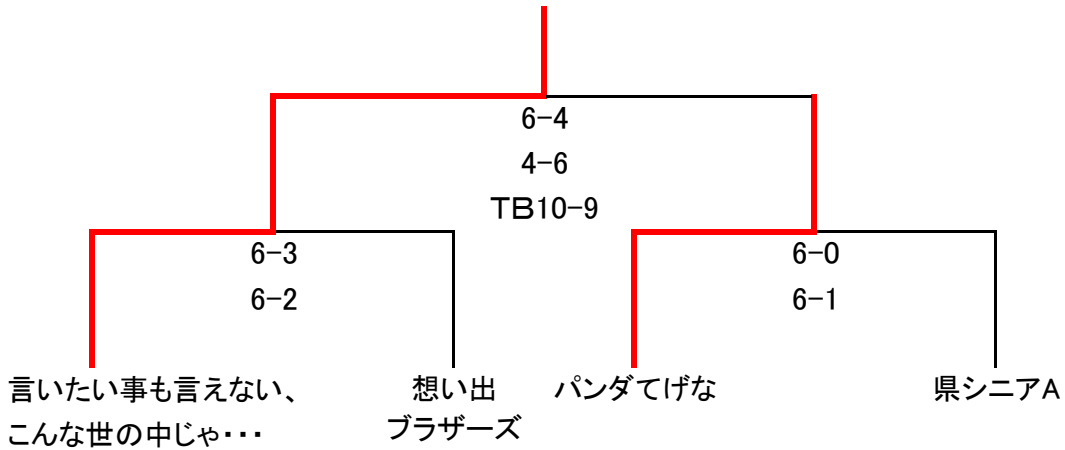 6-4
4-6
TB10-9
6-3
6-2
6-0
6-1
言いたい事も言えない、
こんな世の中じゃ・・・
想い出
ブラザーズ
パンダてげな
県シニアA